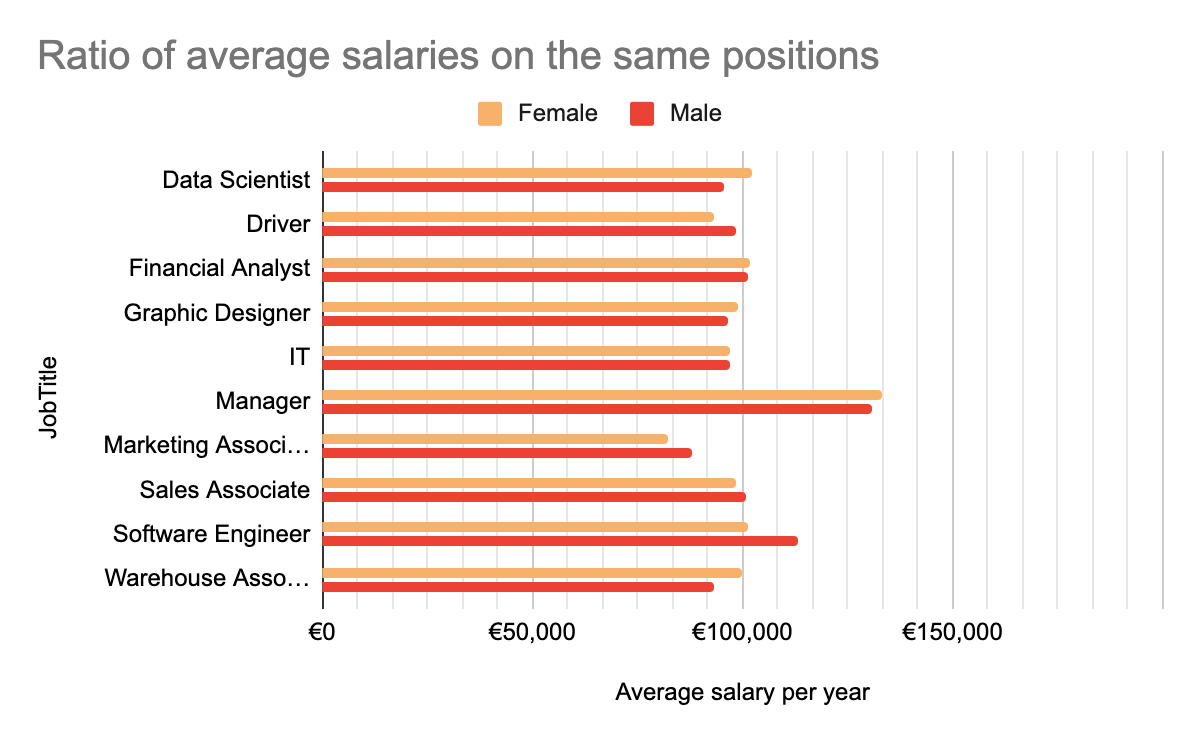 Ratio of average salaries on the same positions
Female
Male
JobTitle
Data Scientist
Driver
Financial Analyst
Graphic Designer
IT
Manager
Marketing Associ…
Sales Associate
Software Engineer
Warehouse Asso…
€0
€50,000
€100,000
€150,000
Average salary per year